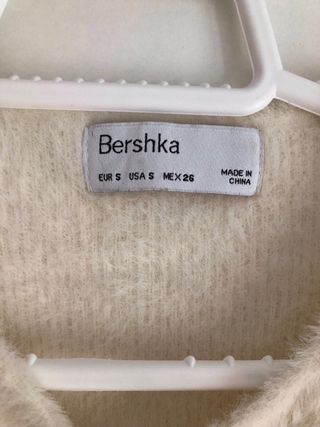 Bershka
EUR S USA S MEX 26
MADE IN
CHINA